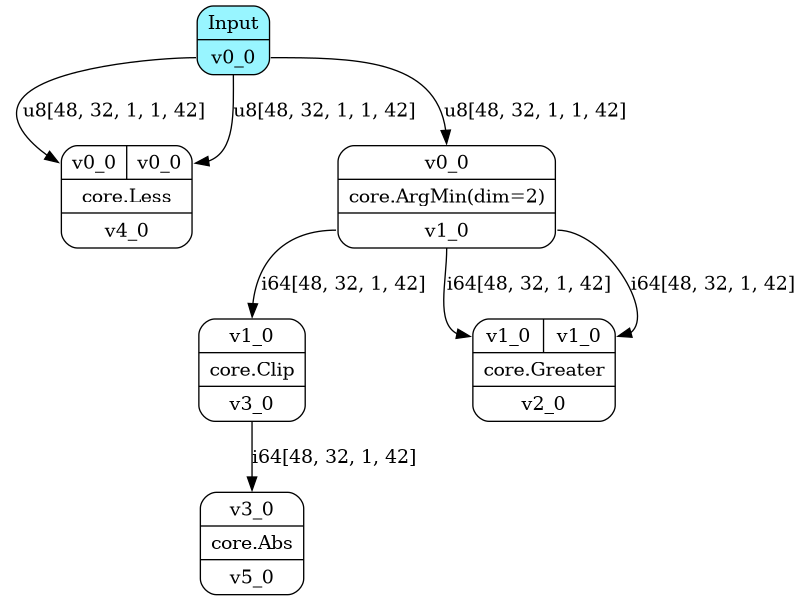 Input
v0_0
u8[48, 32, 1, 1, 42]
u8[48, 32, 1, 1, 42]
u8[48, 32, 1, 1, 42]
v0_0
v0_0
core.Less
v4_0
v0_0
core.ArgMin(dim=2)
v1_0
i64[48, 32, 1, 42]
i64[48, 32, 1, 42]
i64[48, 32, 1, 42]
v1_0
core.Clip
v3_0
v1_0
v1_0
core.Greater
v2_0
i64[48, 32, 1, 42]
v3_0
core.Abs
v5_0